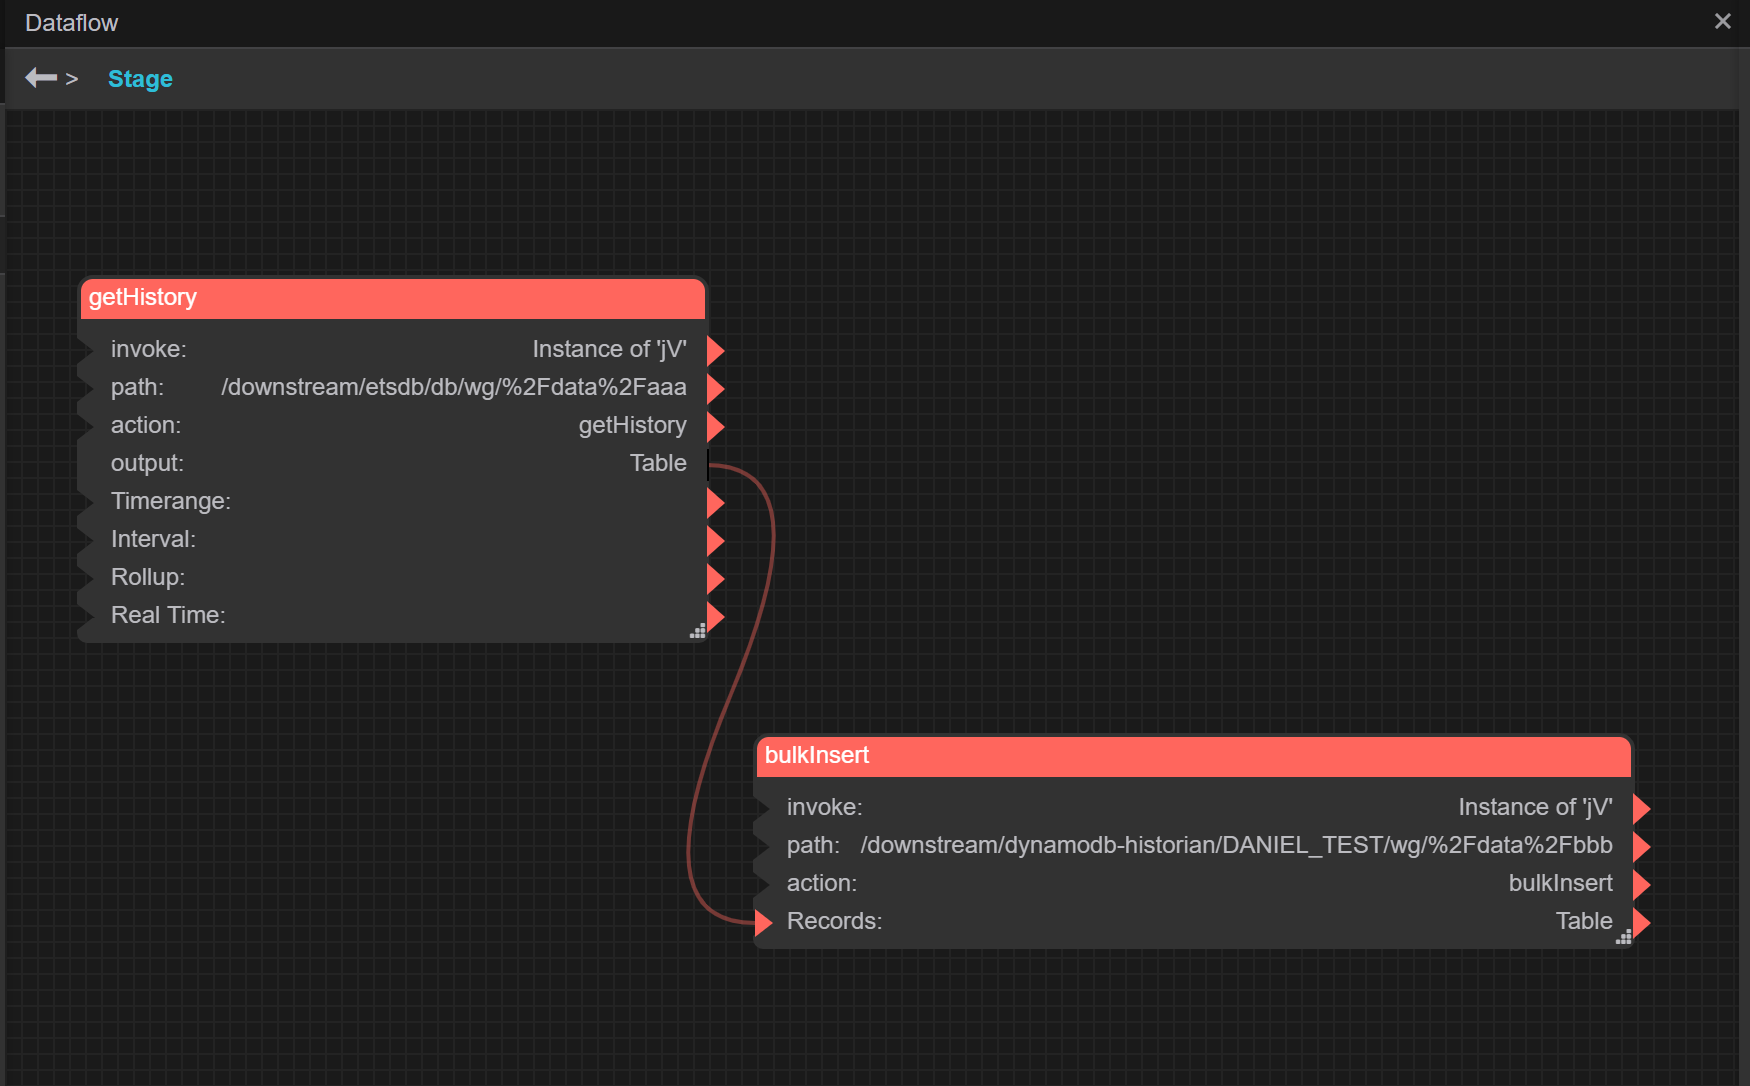 Dataflow
> Stage
getHistory
invoke: Instance of 'jV'
path: /downstream/etsdb/db/wg/%2Fdata%2Faaa
action: getHistory
output: Table
Timerange:
Interval:
Rollup:
Real Time:
bulkInsert
invoke: Instance of 'jV'
path: /downstream/dynamodb-historian/DANIEL_TEST/wg/%2Fdata%2Fbbb
action: bulkInsert
Records: Table